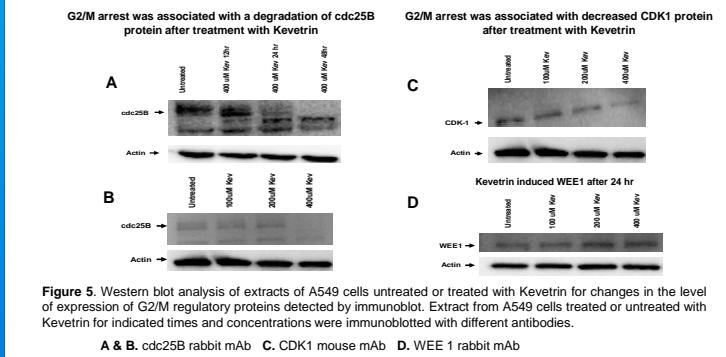 G2/M arrest was associated with a degradation of cdc25B
protein after treatment with Kevetrin
A
Untreated
400 uM Kev 12hr
400 uM Kev 24 hr
400 uM Kev 48hr
cdc25B
Actin
B
Untreated
100uM Kev
200uM Kev
400uM Kev
cdc25B
Actin
G2/M arrest was associated with decreased CDK1 protein
after treatment with Kevetrin
C
Untreated
100uM Kev
200uM Kev
400uM Kev
CDK-1
Actin
Kevetrin induced WEE1 after 24 hr
D
Untreated
100 uM Kev
200 uM Kev
400 uM Kev
WEE1
Actin
Figure 5. Western blot analysis of extracts of A549 cells untreated or treated with Kevetrin for changes in the level
of expression of G2/M regulatory proteins detected by immunoblot. Extract from A549 cells treated or untreated with
Kevetrin for indicated times and concentrations were immunoblotted with different antibodies.
A & B. cdc25B rabbit mAb C. CDK1 mouse mAb D. WEE 1 rabbit mAb